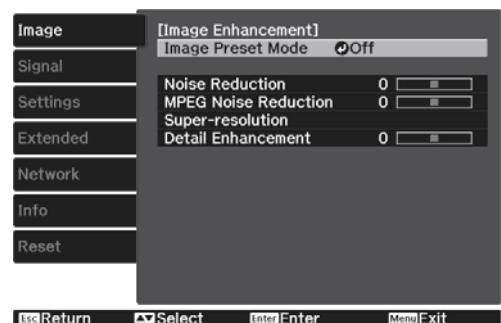 Image
Signal
Settings
Extended
Network
Info
Reset
[Image Enhancement]
Image Preset Mode Off
Noise Reduction 0
MPEG Noise Reduction 0
Super-resolution
Detail Enhancement 0
Esc Return Select Enter Enter Menu Exit